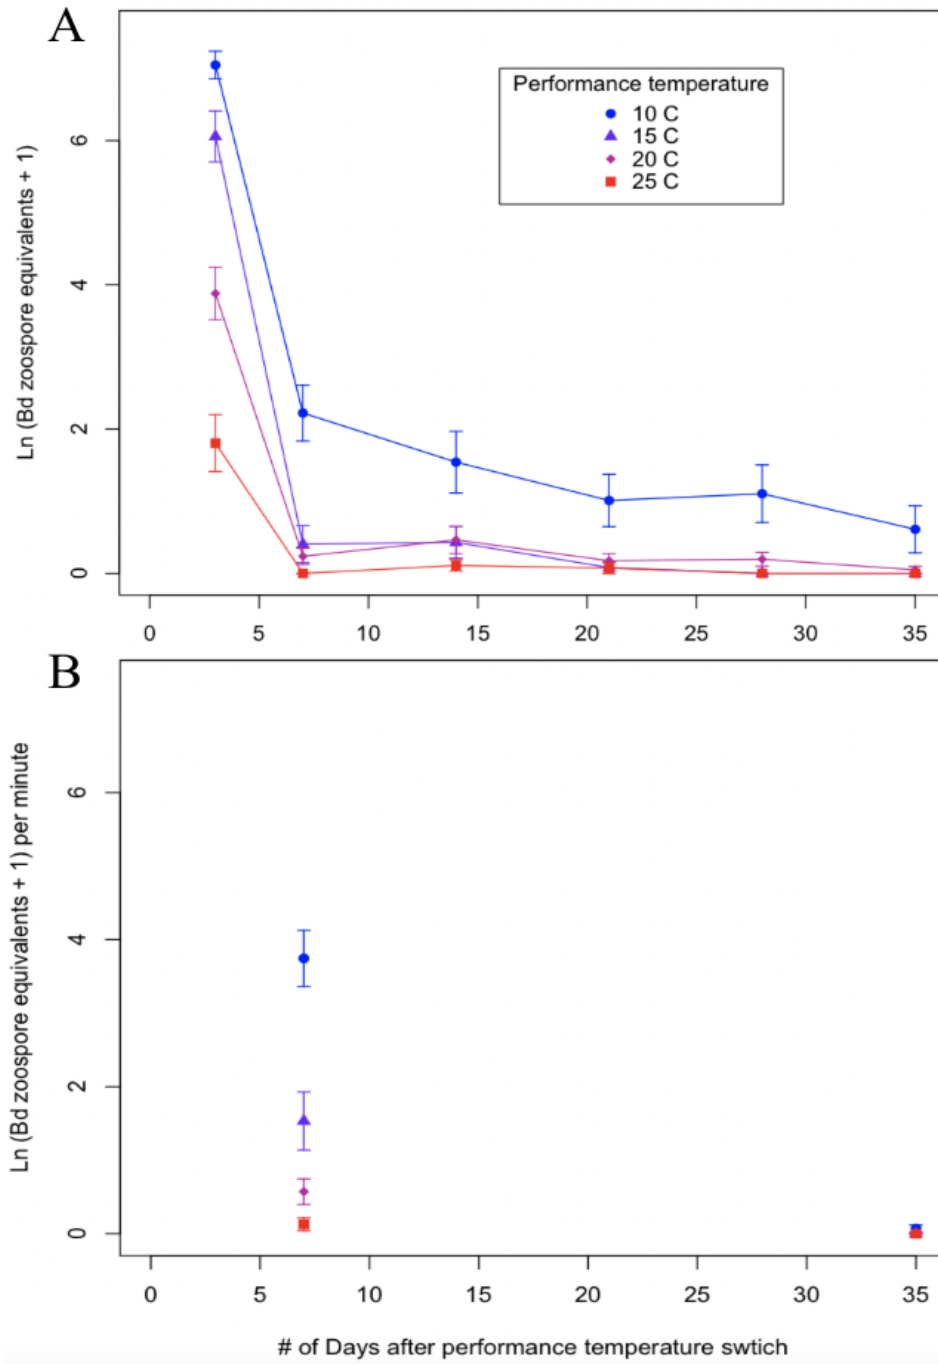 A
Ln (Bd zoospore equivalents + 1)
6
4
2
0
Performance temperature
10 C
15 C
20 C
25 C
0 5 10 15 20 25 30 35
B
Ln (Bd zoospore equivalents + 1) per minute
6
4
2
0
0 5 10 15 20 25 30 35
# of Days after performance temperature swtich